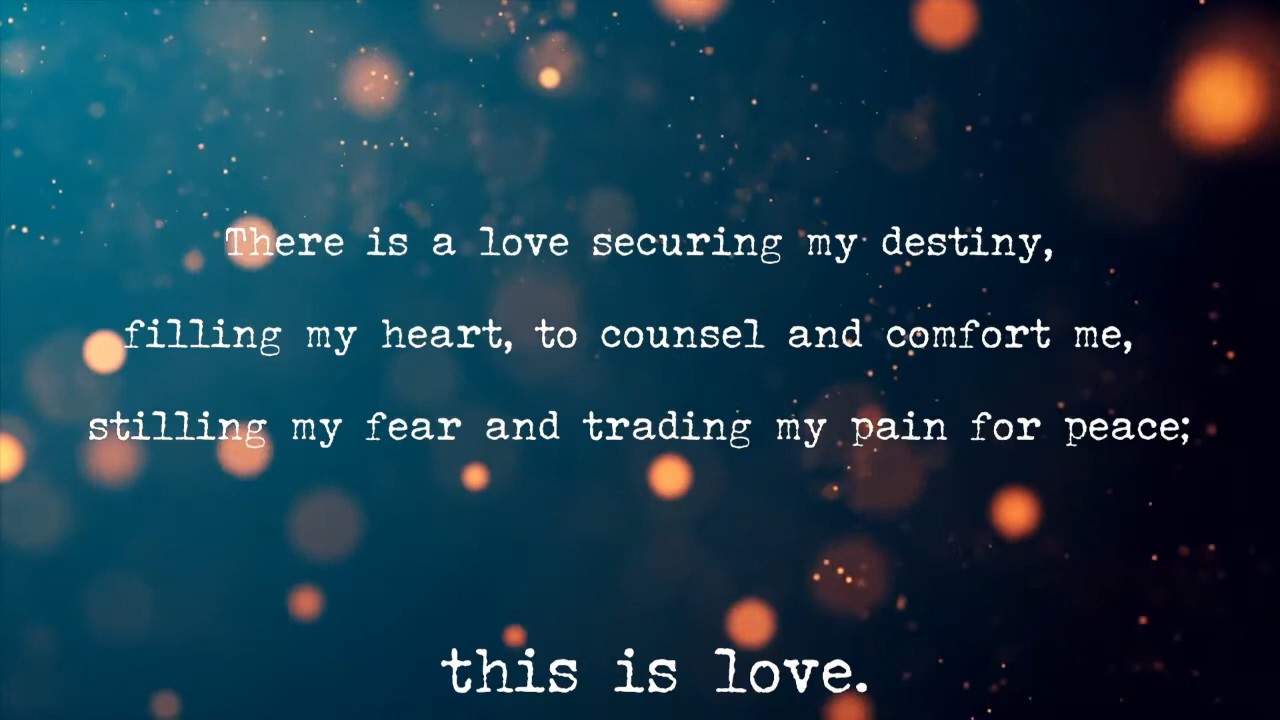 There is a love securing my destiny,
filling my heart, to counsel and comfort me,
stilling my fear and trading my pain for peace;
this is love.